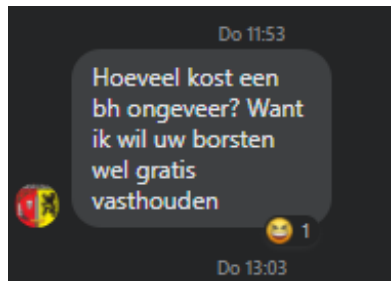 Do 11:53
Hoeveel kost een
bh ongeveer? Want
ik wil uw borsten
wel gratis
vasthouden
1
Do 13:03